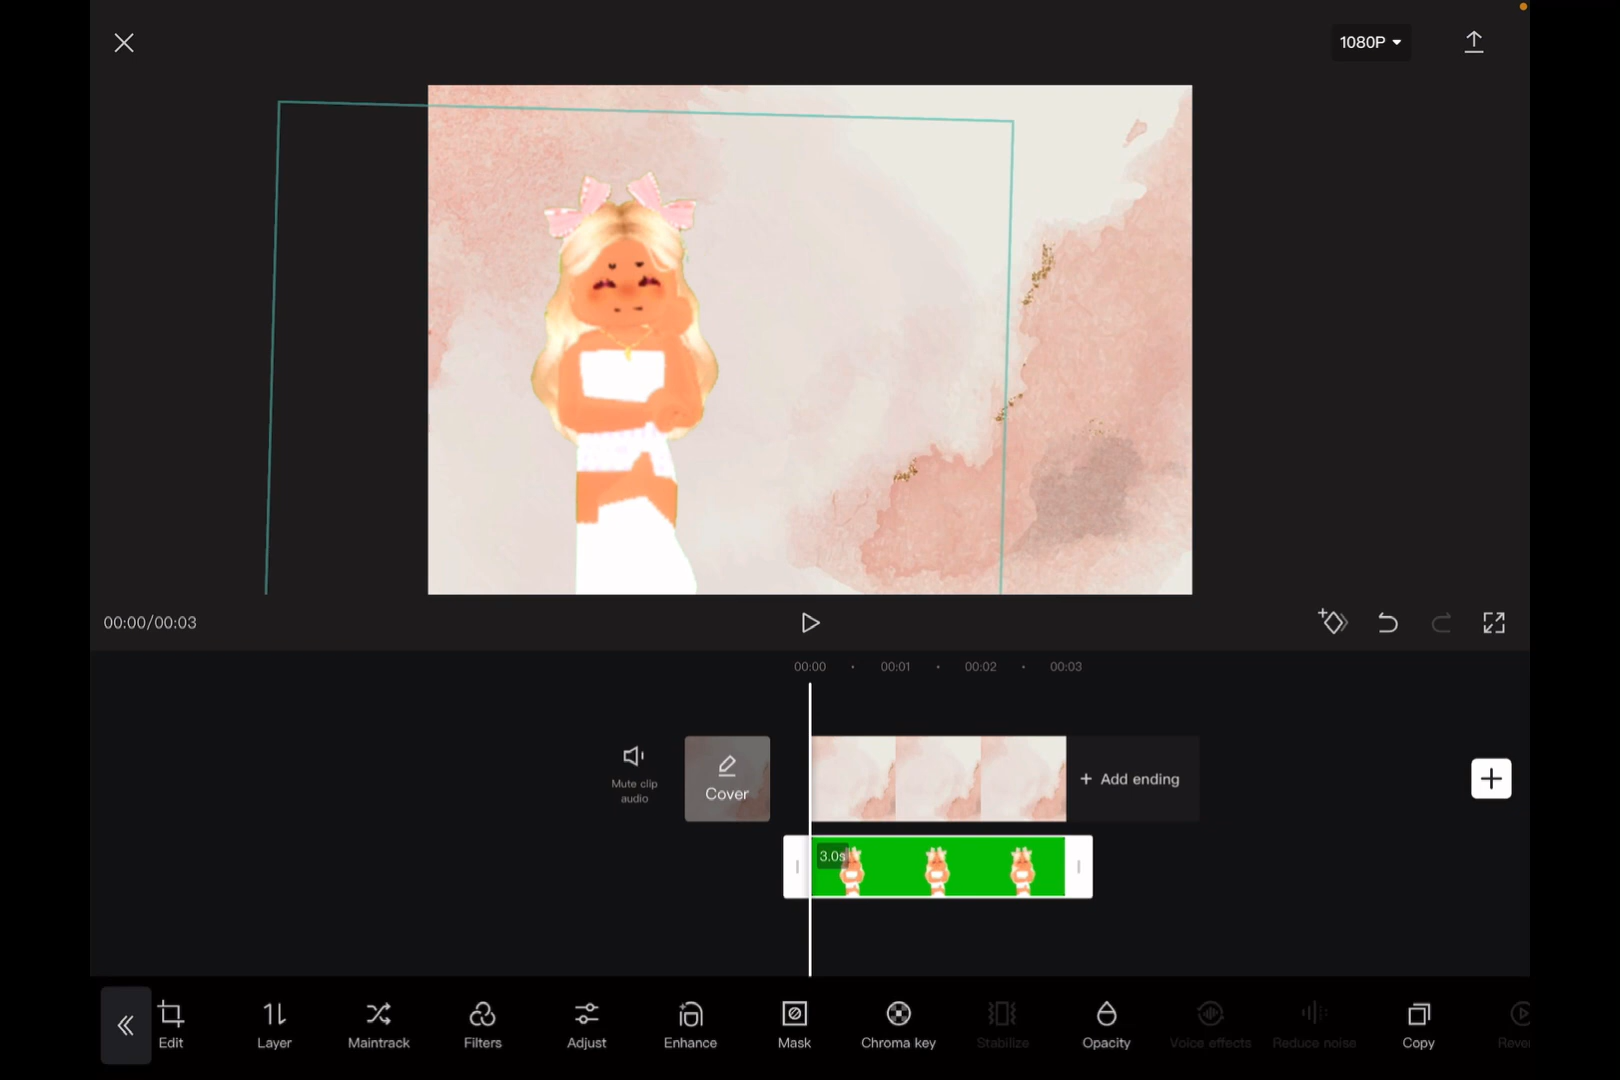 1080P
00:00/00:03
00:00 00:01 00:02 00:03
Mute clip
audio
Cover
+ Add ending
3.0s
Edit
Layer
Maintrack
Filters
Adjust
Enhance
Mask
Chroma key
Stabilize
Opacity
Voice effects
Reduce noise
Copy
Rever